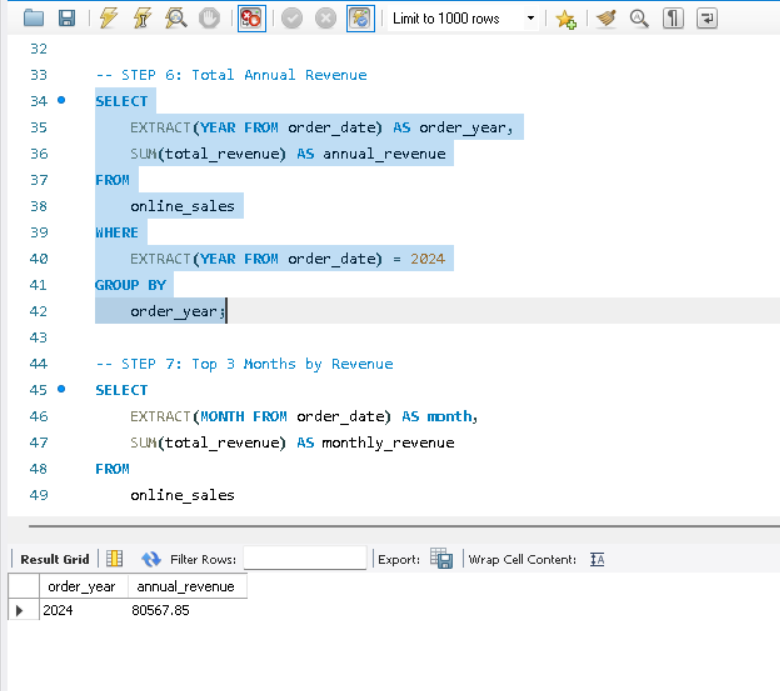 Limit to 1000 rows
32
33 -- STEP 6: Total Annual Revenue
34 SELECT
35 EXTRACT(YEAR FROM order_date) AS order_year,
36 SUM(total_revenue) AS annual_revenue
37 FROM
38 online_sales
39 WHERE
40 EXTRACT(YEAR FROM order_date) = 2024
41 GROUP BY
42 order_year;
43
44 -- STEP 7: Top 3 Months by Revenue
45 SELECT
46 EXTRACT(MONTH FROM order_date) AS month,
47 SUM(total_revenue) AS monthly_revenue
48 FROM
49 online_sales
Result Grid Filter Rows: Export: Wrap Cell Content:
order_year annual_revenue
2024 80567.85